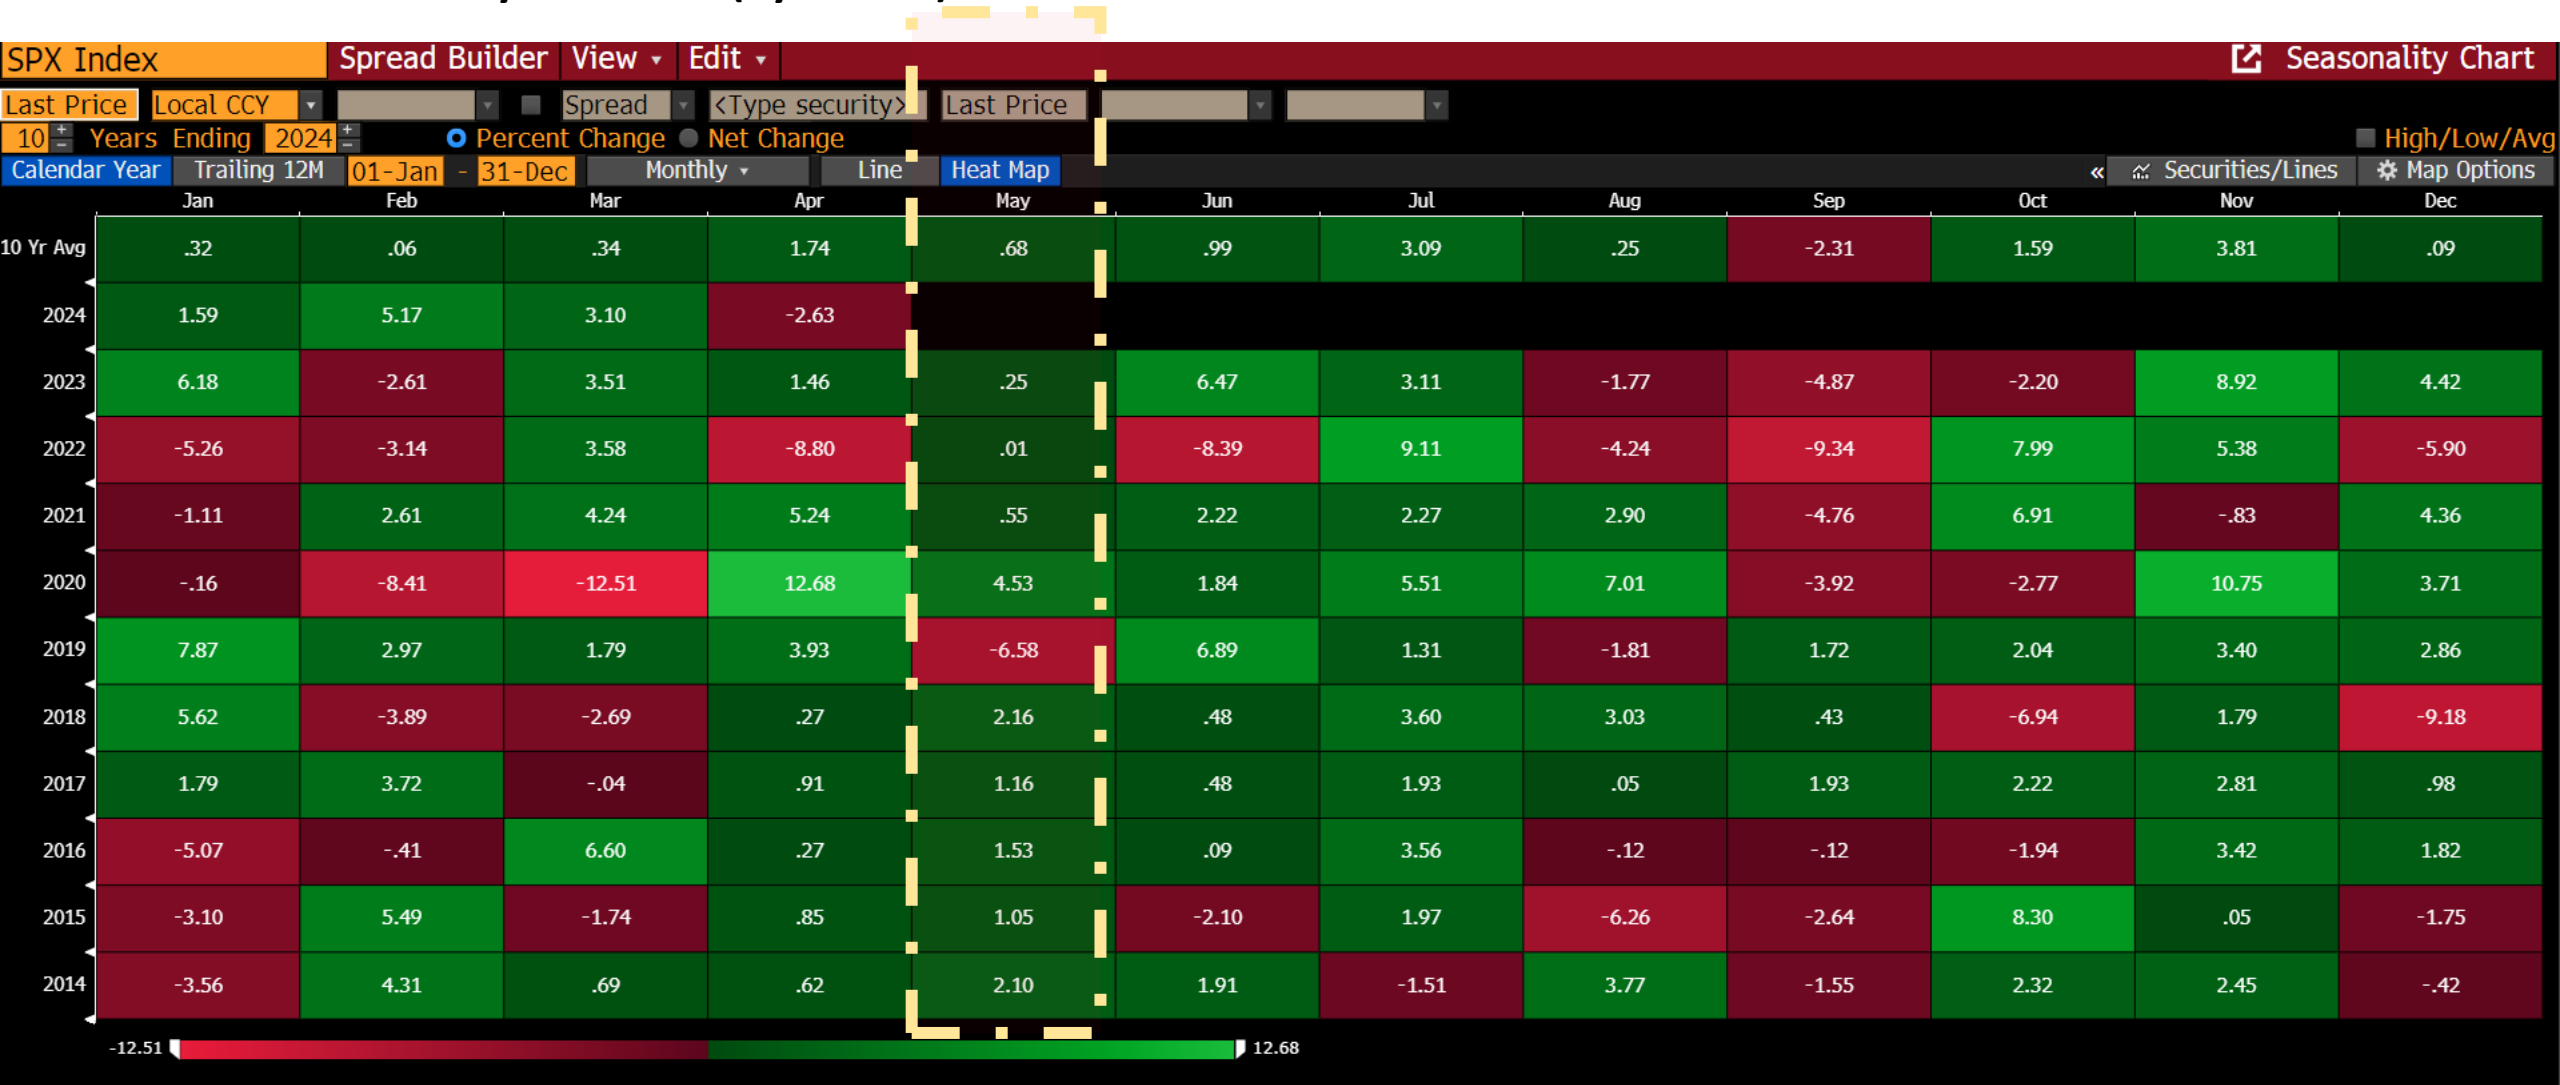 SPX Index Spread Builder View Edit Seasonality Chart
Last Price Local CCY Spread <Type security> Last Price
10 Years Ending 2024 Percent Change Net Change High/Low/Avg
Calendar Year Trailing 12M 01-Jan - 31-Dec Monthly Line Heat Map « Securities/Lines Map Options
Jan Feb Mar Apr May Jun Jul Aug Sep Oct Nov Dec
10 Yr Avg .32 .06 .34 1.74 .68 .99 3.09 .25 -2.31 1.59 3.81 .09
2024 1.59 5.17 3.10 -2.63
2023 6.18 -2.61 3.51 1.46 .25 6.47 3.11 -1.77 -4.87 -2.20 8.92 4.42
2022 -5.26 -3.14 3.58 -8.80 .01 -8.39 9.11 -4.24 -9.34 7.99 5.38 -5.90
2021 -1.11 2.61 4.24 5.24 .55 2.22 2.27 2.90 -4.76 6.91 -.83 4.36
2020 -.16 -8.41 -12.51 12.68 4.53 1.84 5.51 7.01 -3.92 -2.77 10.75 3.71
2019 7.87 2.97 1.79 3.93 -6.58 6.89 1.31 -1.81 1.72 2.04 3.40 2.86
2018 5.62 -3.89 -2.69 .27 2.16 .48 3.60 3.03 .43 -6.94 1.79 -9.18
2017 1.79 3.72 -.04 .91 1.16 .48 1.93 .05 1.93 2.22 2.81 .98
2016 -5.07 -.41 6.60 .27 1.53 .09 3.56 -.12 -.12 -1.94 3.42 1.82
2015 -3.10 5.49 -1.74 .85 1.05 -2.10 1.97 -6.26 -2.64 8.30 .05 -1.75
2014 -3.56 4.31 .69 .62 2.10 1.91 -1.51 3.77 -1.55 2.32 2.45 -.42
-12.51 12.68